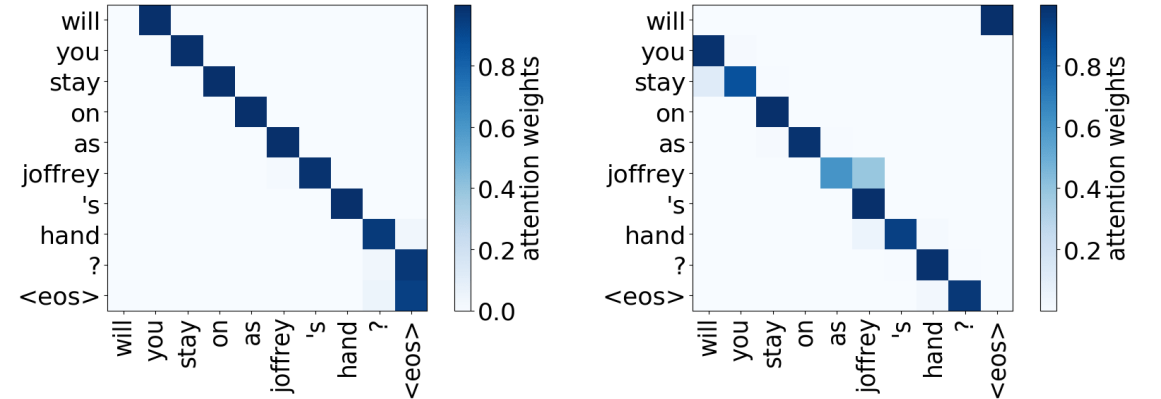 will
you
stay
on
as
joffrey
's
hand
?
<eos>
will
you
stay
on
as
joffrey
's
hand
?
<eos>
0.8
0.6
0.4
0.2
0.0
attention weights
will
you
stay
on
as
joffrey
's
hand
?
<eos>
will
you
stay
on
as
joffrey
's
hand
?
<eos>
0.8
0.6
0.4
0.2
attention weights